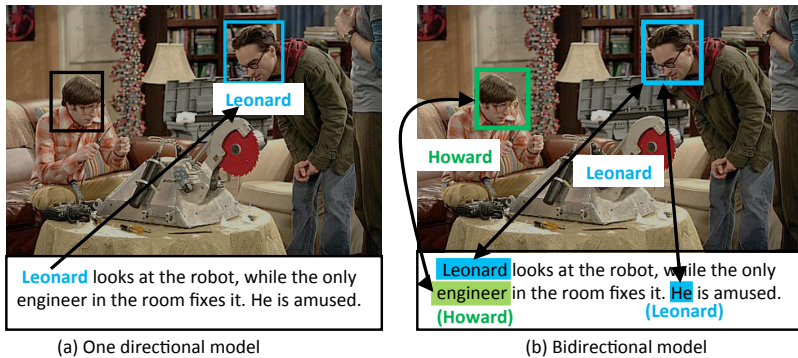 Leonard
Leonard looks at the robot, while the only
engineer in the room fixes it. He is amused.
(a) One directional model
Howard
Leonard
Leonard looks at the robot, while the only
engineer in the room fixes it. He is amused.
(Howard)
(Leonard)
(b) Bidirectional model